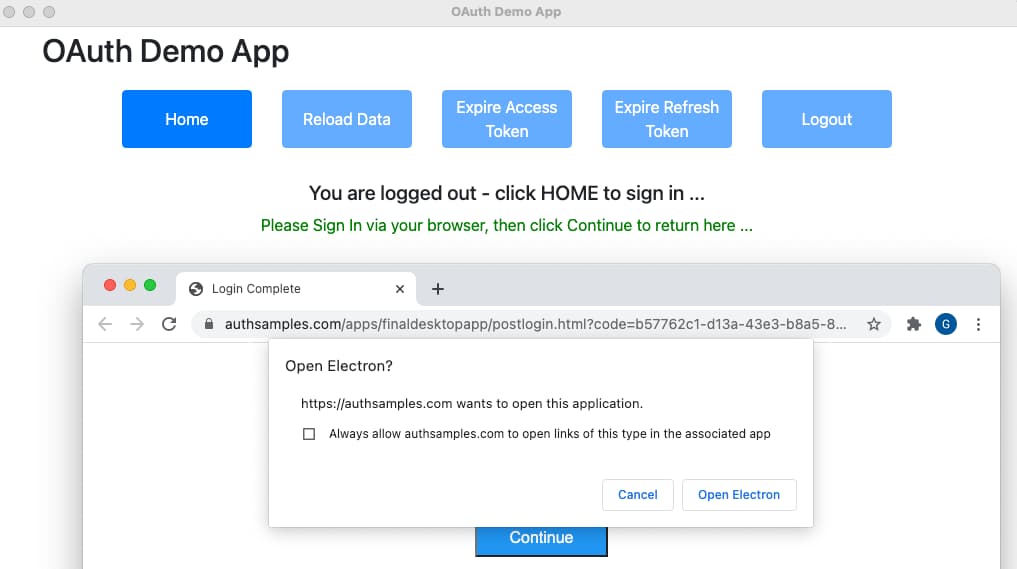 OAuth Demo App
OAuth Demo App
Home
Reload Data
Expire Access
Token
Expire Refresh
Token
Logout
You are logged out - click HOME to sign in ...
Please Sign In via your browser, then click Continue to return here ...
Login Complete
authsamples.com/apps/finaldesktopapp/postlogin.html?code=b57762c1-d13a-43e3-b8a5-8...
G
Open Electron?
https://authsamples.com wants to open this application.
Always allow authsamples.com to open links of this type in the associated app
Cancel
Open Electron
Continue